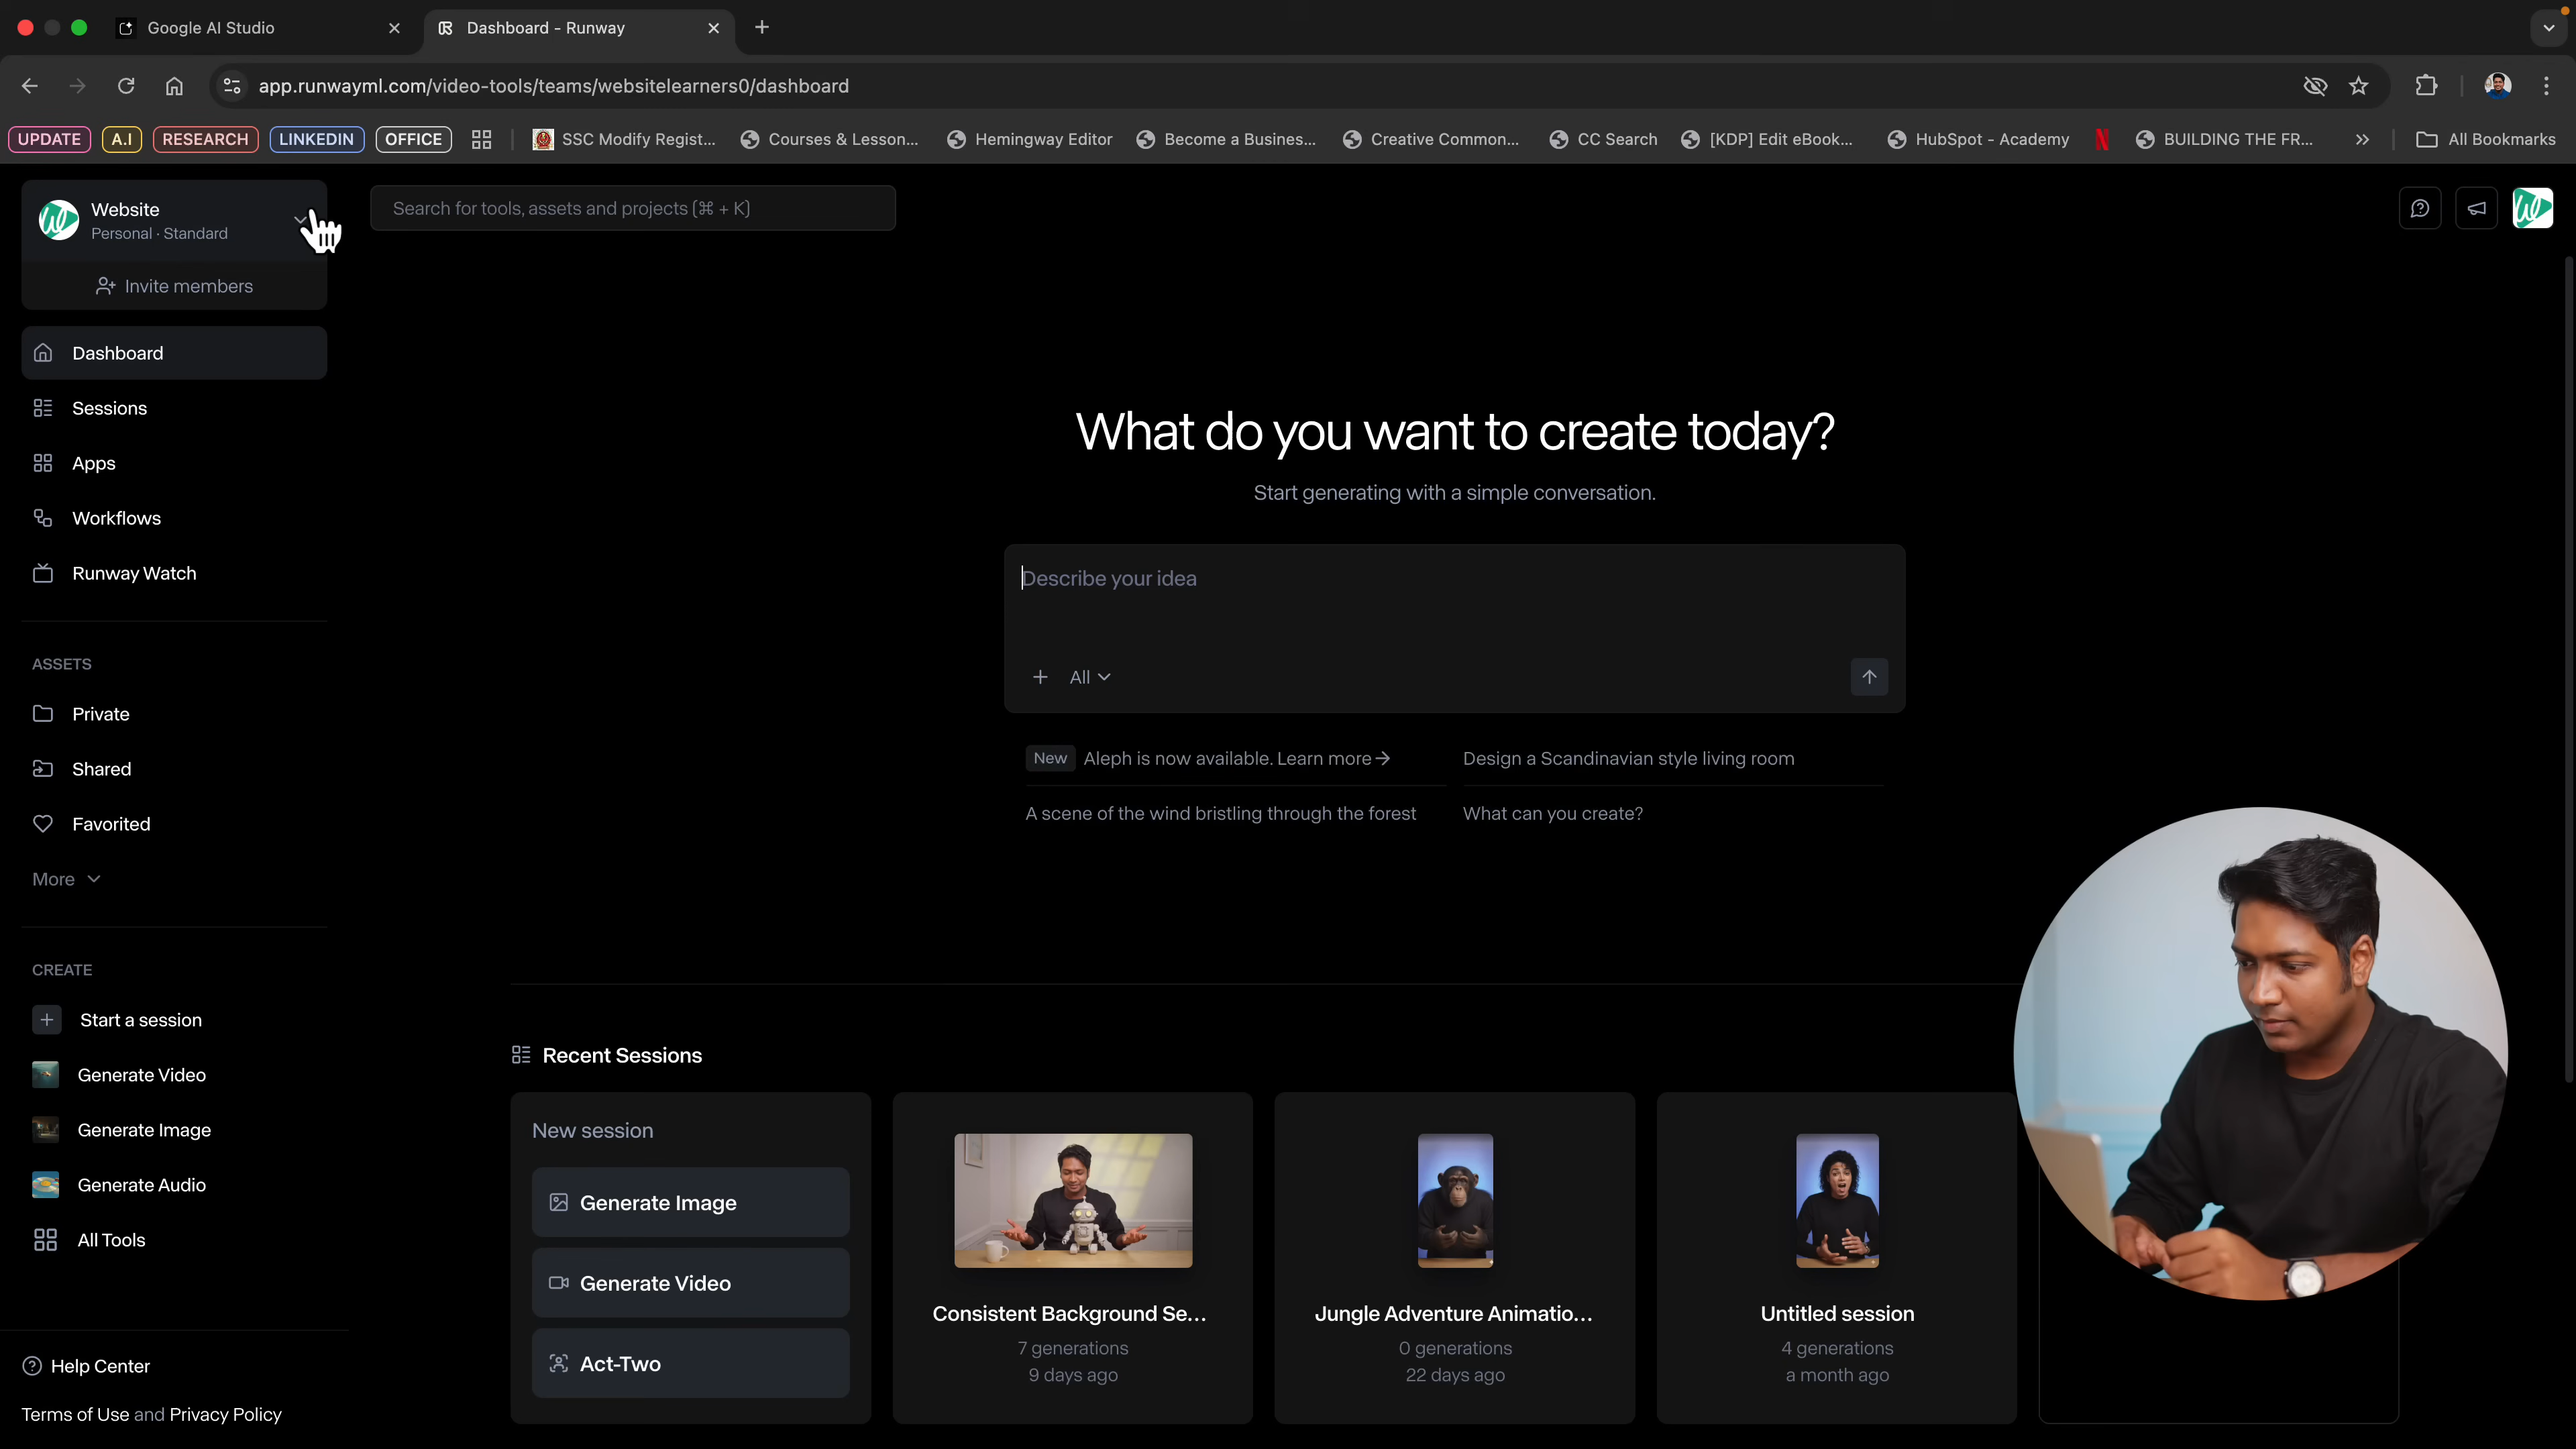 Google AI Studio
Dashboard - Runway
app.runwayml.com/video-tools/teams/websitelearners0/dashboard
UPDATE
A.I
RESEARCH
LINKEDIN
OFFICE
SSC Modify Regist...
Courses & Lesson...
Hemingway Editor
Become a Busines...
Creative Common...
CC Search
[KDP] Edit eBook...
HubSpot - Academy
BUILDING THE FR...
All Bookmarks
Website
Personal · Standard
Invite members
Search for tools, assets and projects (⌘ + K)
Dashboard
Sessions
Apps
Workflows
Runway Watch
ASSETS
Private
Shared
Favorited
More
CREATE
Start a session
Generate Video
Generate Image
Generate Audio
All Tools
Help Center
Terms of Use and Privacy Policy
What do you want to create today?
Start generating with a simple conversation.
Describe your idea
All
New Aleph is now available. Learn more →
Design a Scandinavian style living room
A scene of the wind bristling through the forest
What can you create?
Recent Sessions
New session
Generate Image
Generate Video
Act-Two
Consistent Background Se...
7 generations
9 days ago
Jungle Adventure Animatio...
0 generations
22 days ago
Untitled session
4 generations
a month ago